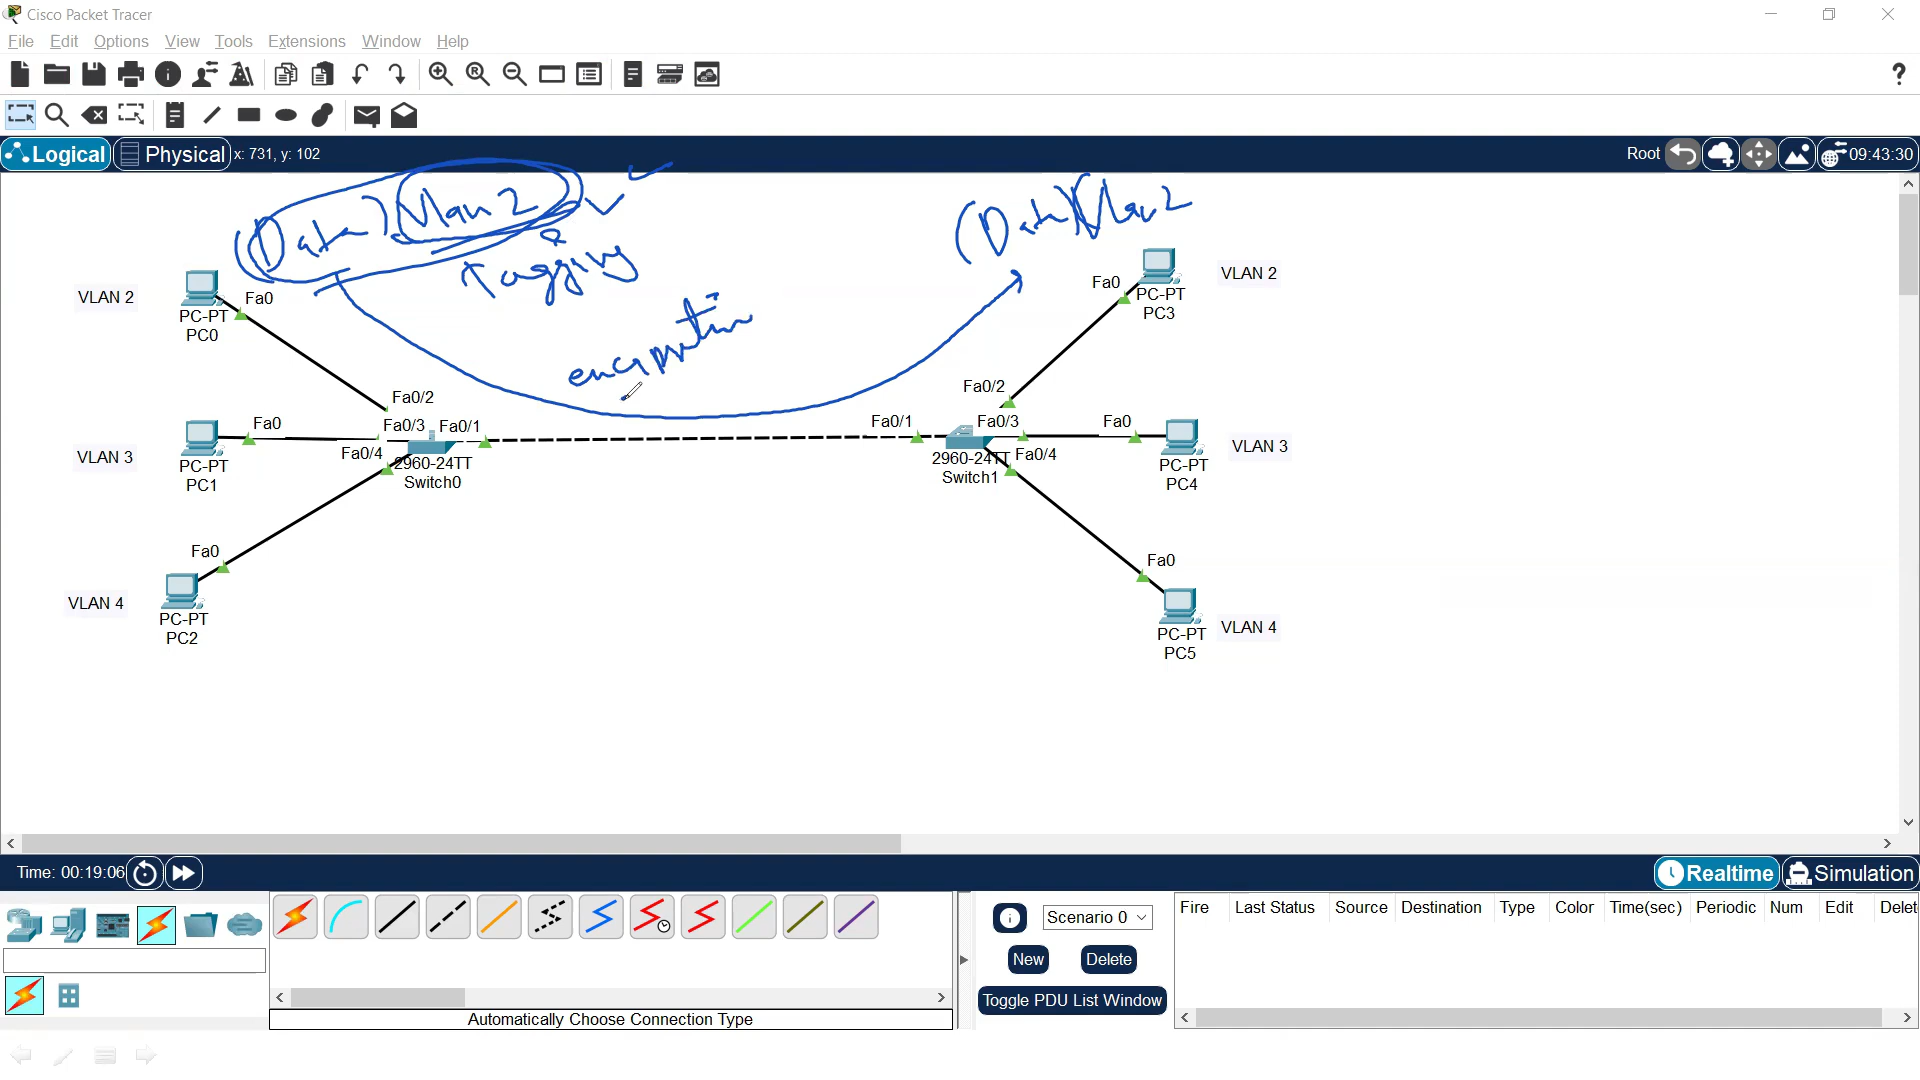 Cisco Packet Tracer
File Edit Options View Tools Extensions Window Help
Logical Physical x: 731, y: 102 Root 09:43:30
(Data) Vlan 2
(Data) Vlan 2
Tagging
VLAN 2
Fa0
PC-PT
PC0
Fa0
PC-PT
PC3
VLAN 2
Fa0/2
Fa0/2
VLAN 3
Fa0
PC-PT
PC1
Fa0/3 Fa0/1
Fa0/4
2960-24TT
Switch0
Fa0/1 Fa0/3
Fa0/4
2960-24TT
Switch1
Fa0
PC-PT
PC4
VLAN 3
VLAN 4
Fa0
PC-PT
PC2
Fa0
PC-PT
PC5
VLAN 4
Time: 00:19:06 Realtime Simulation
Scenario 0
New Delete
Toggle PDU List Window
Fire Last Status Source Destination Type Color Time(sec) Periodic Num Edit Delet
Automatically Choose Connection Type